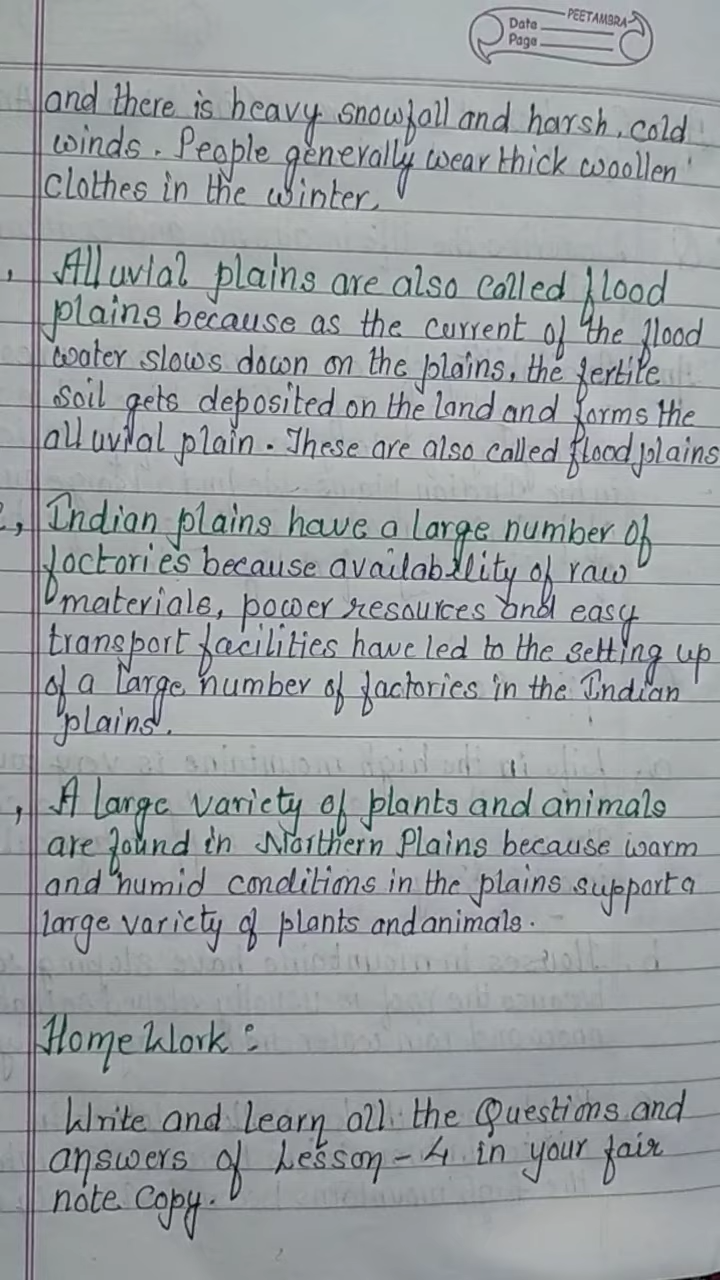 PEETAMBRA
Date
Page
and there is heavy snowfall and harsh, cold
winds. People generally wear thick woollen
clothes in the winter.
, Alluvial plains are also called flood
plains because as the current of the flood
water slows down on the plains, the fertile
soil gets deposited on the land and forms the
alluvial plain. These are also called flood plains
, Indian plains have a large number of
factories because availability of raw
materials, power resources and easy
transport facilities have led to the setting up
of a large number of factories in the Indian
plains.
, A large variety of plants and animals
are found in Northern Plains because warm
and humid conditions in the plains support a
large variety of plants and animals.
Home Work :
Write and learn all the Questions and
answers of Lesson - 4 in your fair
note copy.